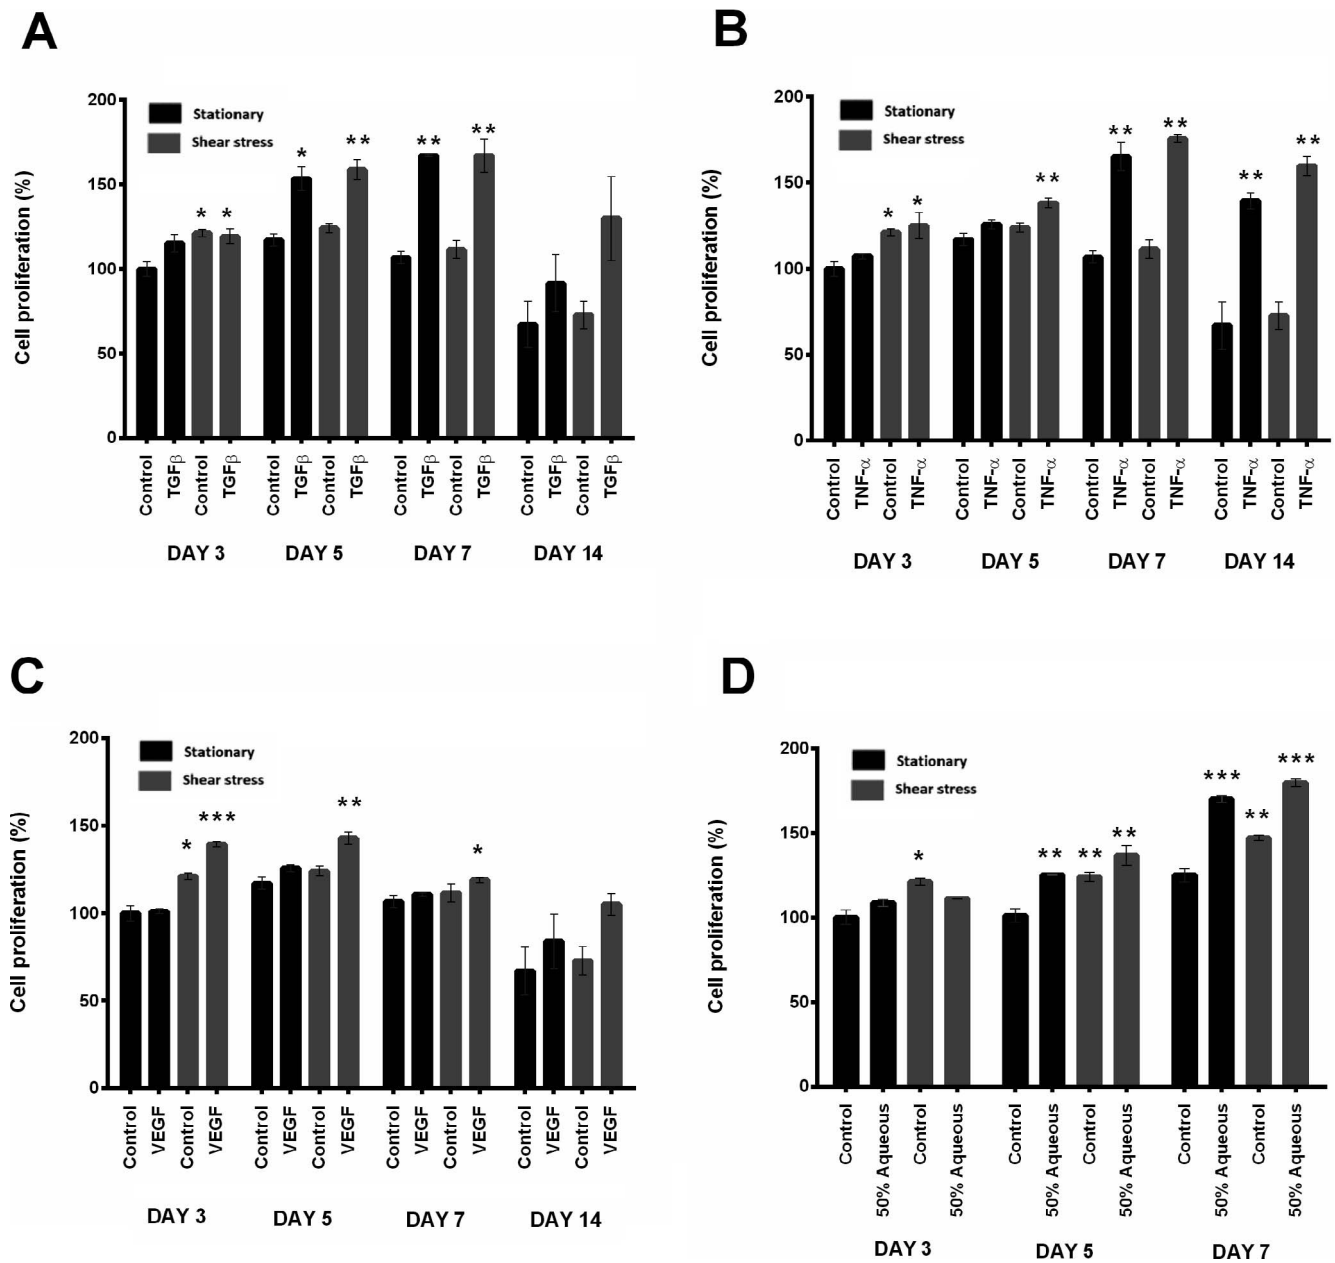 A
Cell proliferation (%)
200
150
100
50
0
Stationary
Shear stress
* * * ** ** **
Control TGFβ Control TGFβ Control TGFβ Control TGFβ Control TGFβ Control TGFβ Control TGFβ Control TGFβ
DAY 3 DAY 5 DAY 7 DAY 14
B
Cell proliferation (%)
200
150
100
50
0
Stationary
Shear stress
* * ** ** ** ** **
Control TNF-α Control TNF-α Control TNF-α Control TNF-α Control TNF-α Control TNF-α Control TNF-α Control TNF-α
DAY 3 DAY 5 DAY 7 DAY 14
C
Cell proliferation (%)
200
150
100
50
0
Stationary
Shear stress
* *** ** *
Control VEGF Control VEGF Control VEGF Control VEGF Control VEGF Control VEGF Control VEGF Control VEGF
DAY 3 DAY 5 DAY 7 DAY 14
D
Cell proliferation (%)
200
150
100
50
0
Stationary
Shear stress
* ** ** ** *** ** ***
Control 50% Aqueous Control 50% Aqueous Control 50% Aqueous Control 50% Aqueous Control 50% Aqueous Control 50% Aqueous
DAY 3 DAY 5 DAY 7